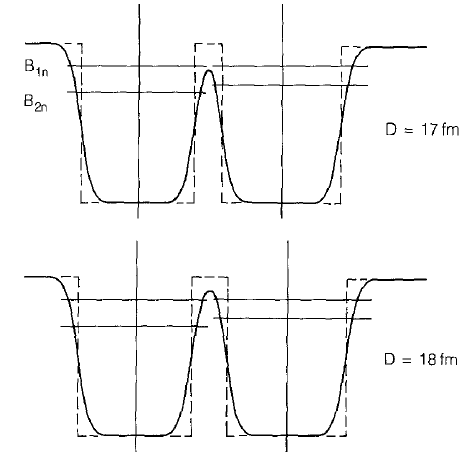 B1n
B2n
D = 17 fm
D = 18 fm